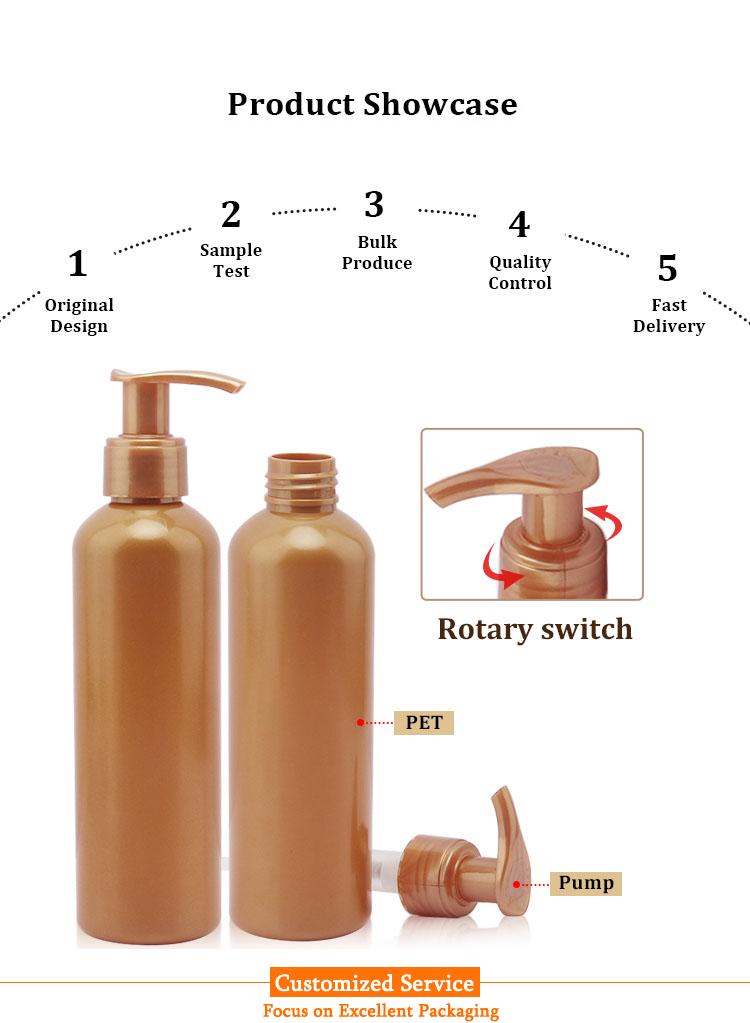 Product Showcase
1
Original
Design
2
Sample
Test
3
Bulk
Produce
4
Quality
Control
5
Fast
Delivery
Rotary switch
PET
Pump
Customized Service
Focus on Excellent Packaging